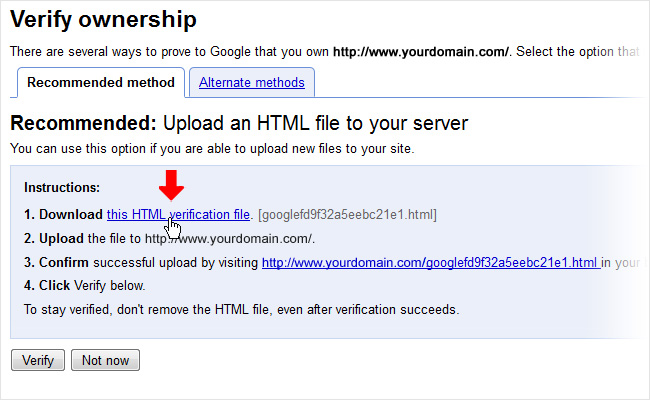 Verify ownership
There are several ways to prove to Google that you own http://www.yourdomain.com/. Select the option that
Recommended method
Alternate methods
Recommended: Upload an HTML file to your server
You can use this option if you are able to upload new files to your site.
Instructions:
1. Download this HTML verification file. [googlefd9f32a5eebc21e1.html]
2. Upload the file to http://www.yourdomain.com/.
3. Confirm successful upload by visiting http://www.yourdomain.com/googlefd9f32a5eebc21e1.html in your
4. Click Verify below.
To stay verified, don't remove the HTML file, even after verification succeeds.
Verify
Not now